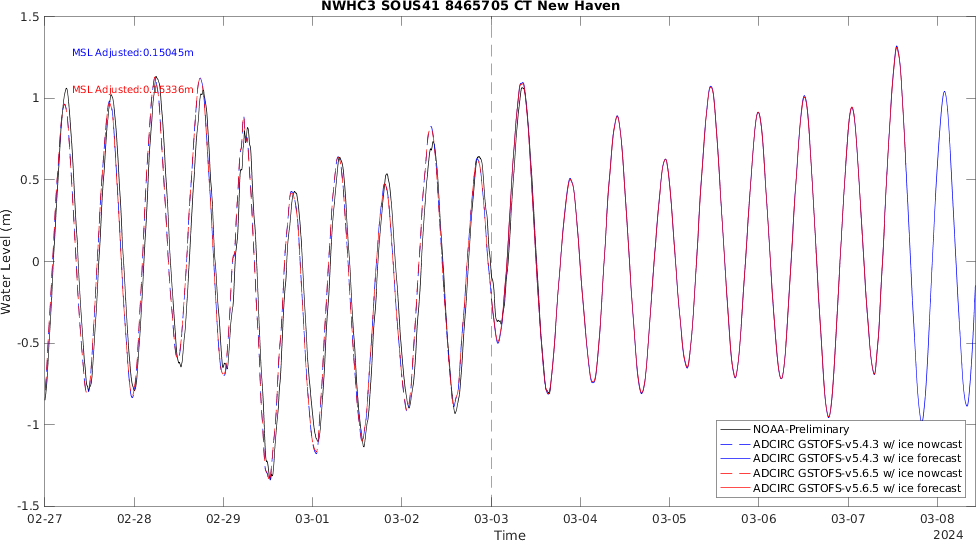 NWHC3 SOUS41 8465705 CT New Haven
1.5
MSL Adjusted:0.15045m
MSL Adjusted:0.15336m
1
0.5
0
-0.5
-1
-1.5
Water Level (m)
NOAA-Preliminary
ADCIRC GSTOFS-v5.4.3 w/ ice nowcast
ADCIRC GSTOFS-v5.4.3 w/ ice forecast
ADCIRC GSTOFS-v5.6.5 w/ ice nowcast
ADCIRC GSTOFS-v5.6.5 w/ ice forecast
02-27 02-28 02-29 03-01 03-02 03-03 03-04 03-05 03-06 03-07 03-08
Time
2024